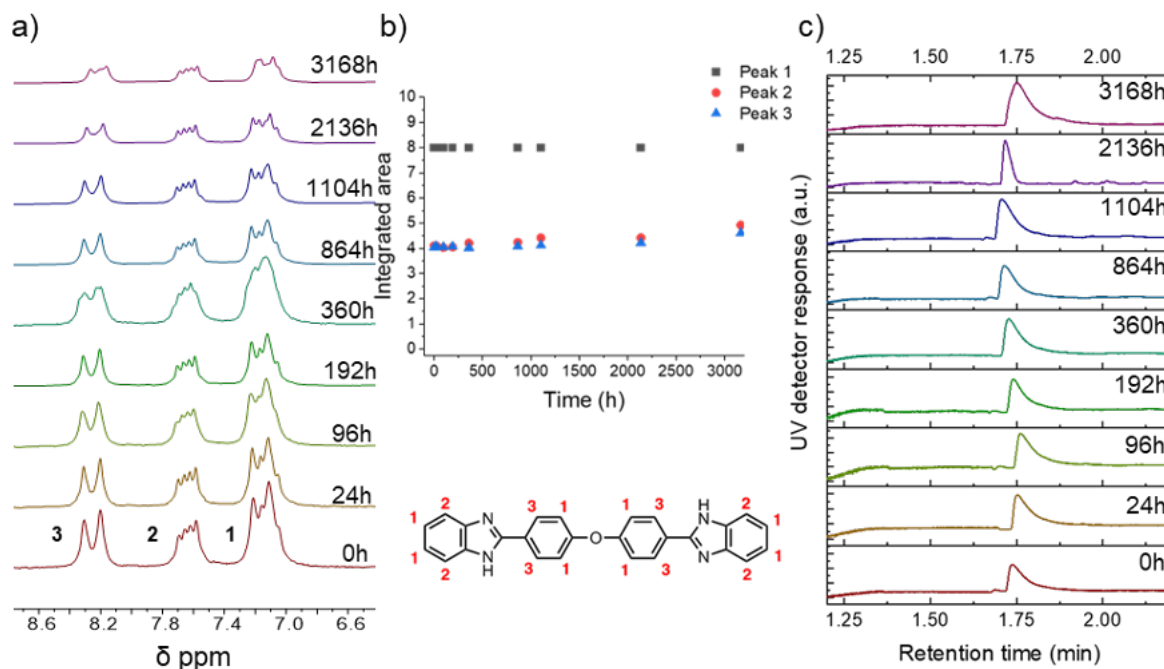 a)
3168h
2136h
1104h
864h
360h
192h
96h
24h
0h
3 2 1
8.6 8.2 7.8 7.4 7.0 6.6
δ ppm
b)
Peak 1
Peak 2
Peak 3
10
9
8
7
6
5
4
3
2
1
0
Integrated area
0 500 1000 1500 2000 2500 3000
Time (h)
2 3 1 1 3 2
1 N H N 1
O
1 N H N 1
2 3 1 1 3 2
c)
1.25 1.50 1.75 2.00
3168h
2136h
1104h
864h
360h
192h
96h
24h
0h
UV detector response (a.u.)
1.25 1.50 1.75 2.00
Retention time (min)